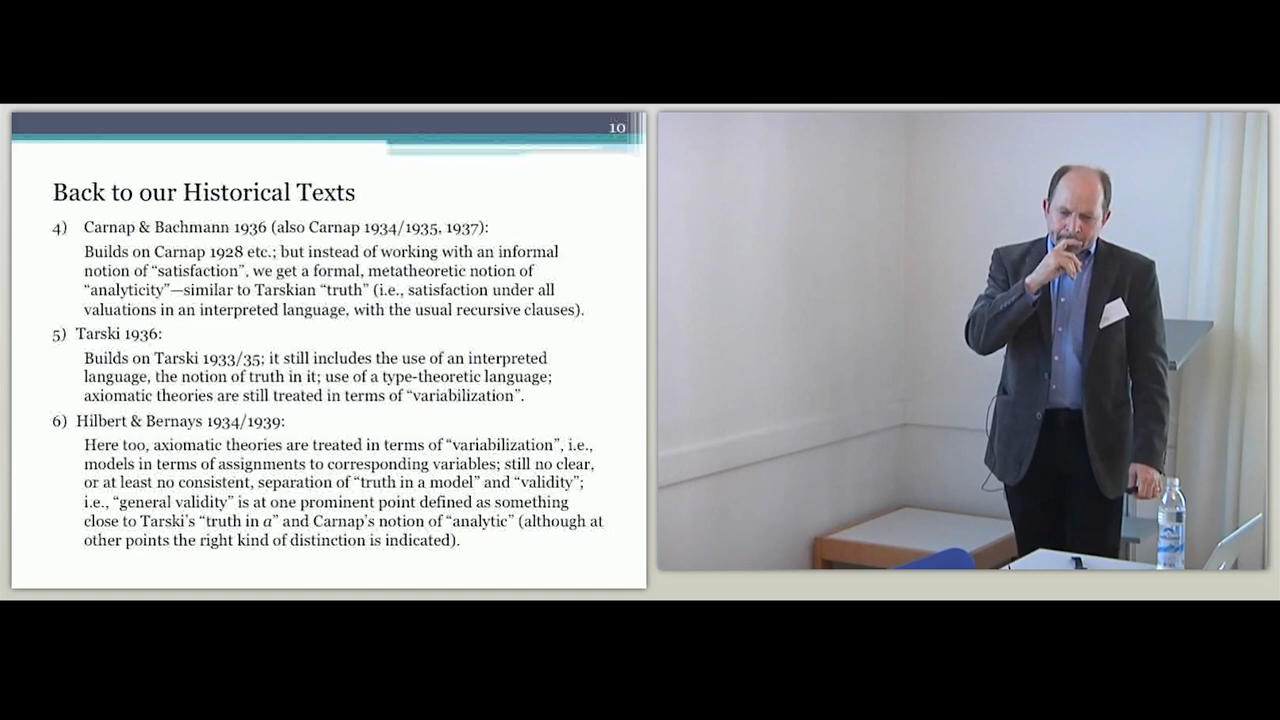 10
Back to our Historical Texts
4) Carnap & Bachmann 1936 (also Carnap 1934/1935, 1937):
Builds on Carnap 1928 etc.; but instead of working with an informal
notion of “satisfaction”, we get a formal, metatheoretic notion of
“analyticity”—similar to Tarskian “truth” (i.e., satisfaction under all
valuations in an interpreted language, with the usual recursive clauses).
5) Tarski 1936:
Builds on Tarski 1933/35; it still includes the use of an interpreted
language, the notion of truth in it; use of a type-theoretic language;
axiomatic theories are still treated in terms of “variabilization”.
6) Hilbert & Bernays 1934/1939:
Here too, axiomatic theories are treated in terms of “variabilization”, i.e.,
models in terms of assignments to corresponding variables; still no clear,
or at least no consistent, separation of “truth in a model” and “validity”;
i.e., “general validity” is at one prominent point defined as something
close to Tarski’s “truth in a” and Carnap’s notion of “analytic” (although at
other points the right kind of distinction is indicated).